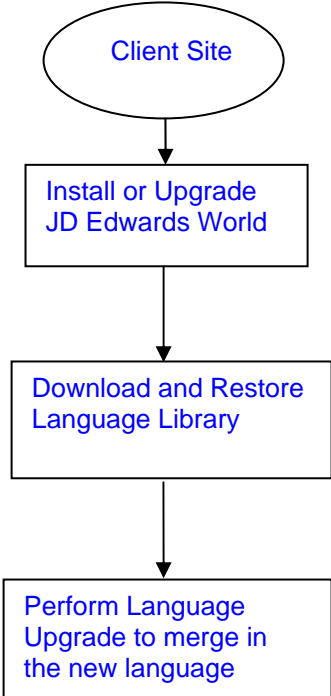 Client Site
Install or Upgrade
JD Edwards World
Download and Restore
Language Library
Perform Language
Upgrade to merge in
the new language